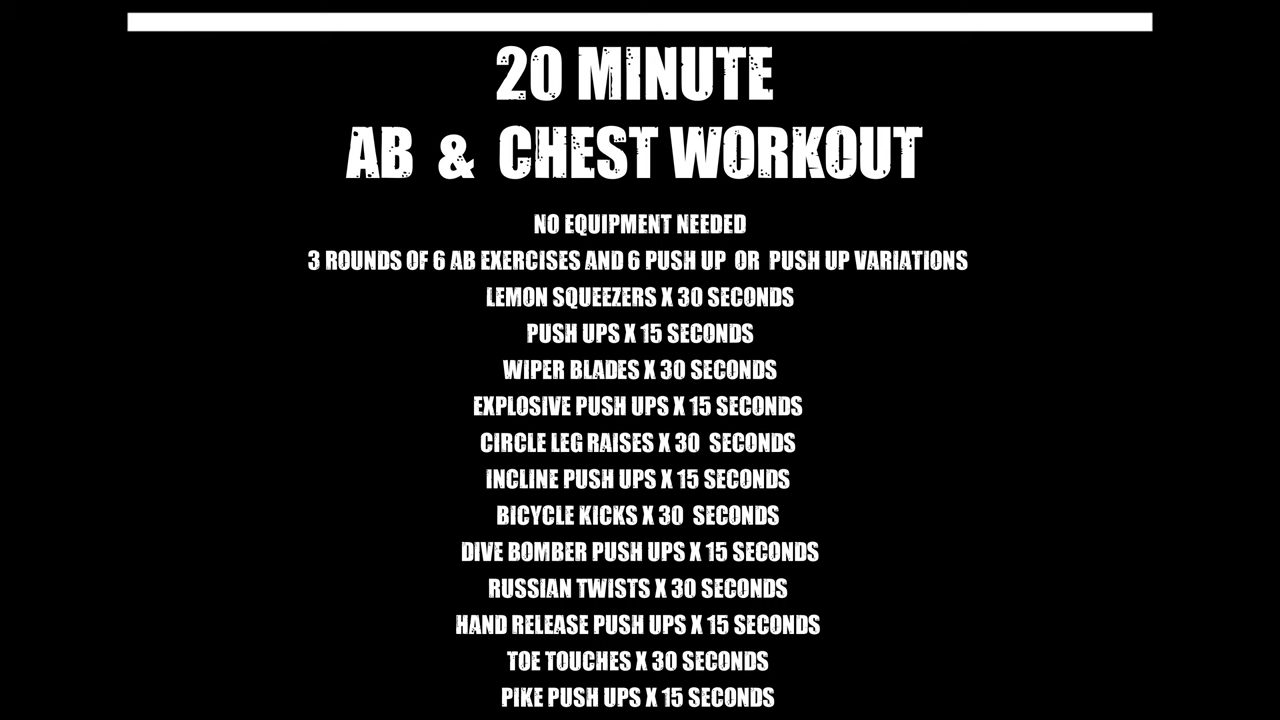 20 MINUTE
AB & CHEST WORKOUT
NO EQUIPMENT NEEDED
3 ROUNDS OF 6 AB EXERCISES AND 6 PUSH UP OR PUSH UP VARIATIONS
LEMON SQUEEZERS X 30 SECONDS
PUSH UPS X 15 SECONDS
WIPER BLADES X 30 SECONDS
EXPLOSIVE PUSH UPS X 15 SECONDS
CIRCLE LEG RAISES X 30 SECONDS
INCLINE PUSH UPS X 15 SECONDS
BICYCLE KICKS X 30 SECONDS
DIVE BOMBER PUSH UPS X 15 SECONDS
RUSSIAN TWISTS X 30 SECONDS
HAND RELEASE PUSH UPS X 15 SECONDS
TOE TOUCHES X 30 SECONDS
PIKE PUSH UPS X 15 SECONDS